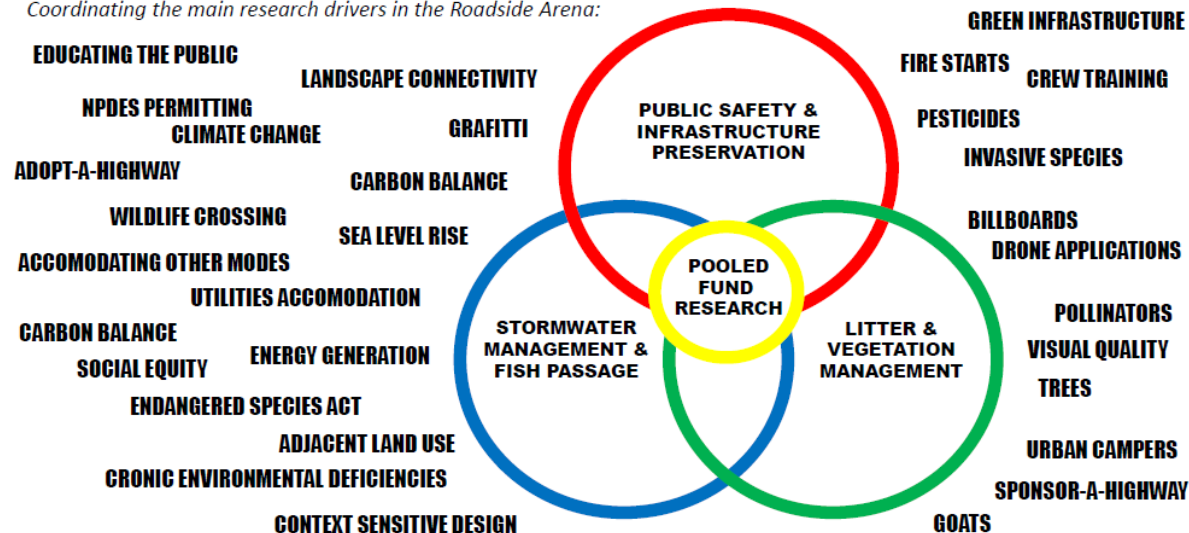 Coordinating the main research drivers in the Roadside Arena:
EDUCATING THE PUBLIC
LANDSCAPE CONNECTIVITY
NPDES PERMITTING
CLIMATE CHANGE
GRAFITTI
ADOPT-A-HIGHWAY
CARBON BALANCE
WILDLIFE CROSSING
SEA LEVEL RISE
ACCOMODATING OTHER MODES
UTILITIES ACCOMODATION
CARBON BALANCE
ENERGY GENERATION
SOCIAL EQUITY
ENDANGERED SPECIES ACT
ADJACENT LAND USE
CRONIC ENVIRONMENTAL DEFICIENCIES
CONTEXT SENSITIVE DESIGN
PUBLIC SAFETY &
INFRASTRUCTURE
PRESERVATION
POOLED
FUND
RESEARCH
STORMWATER
MANAGEMENT &
FISH PASSAGE
LITTER &
VEGETATION
MANAGEMENT
GREEN INFRASTRUCTURE
FIRE STARTS
CREW TRAINING
PESTICIDES
INVASIVE SPECIES
BILLBOARDS
DRONE APPLICATIONS
POLLINATORS
VISUAL QUALITY
TREES
URBAN CAMPERS
SPONSOR-A-HIGHWAY
GOATS